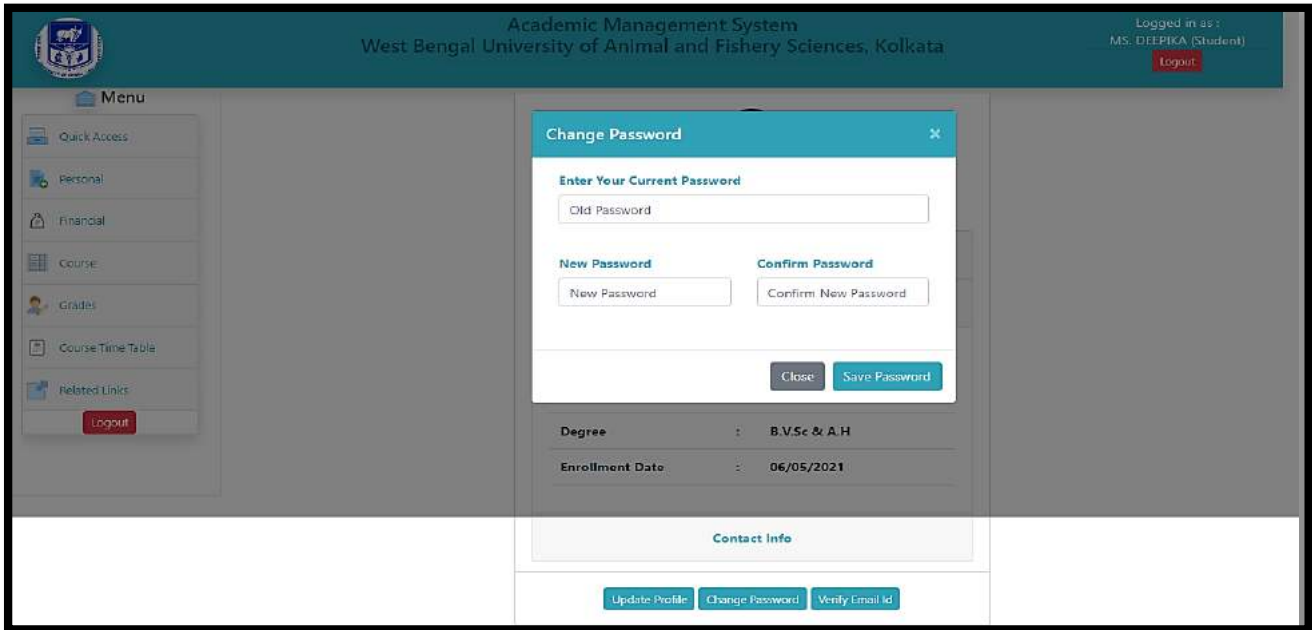 Academic Management System
West Bengal University of Animal and Fishery Sciences, Kolkata
Logged in as :
MS. DEEPIKA (Student)
Logout
Menu
Quick Access
Personal
Financial
Course
Grades
Course Time Table
Related Links
Logout
Change Password ×
Enter Your Current Password
Old Password
New Password Confirm Password
New Password Confirm New Password
Close Save Password
Degree : B.V.Sc & A.H
Enrollment Date : 06/05/2021
Contact Info
Update Profile Change Password Verify Email Id